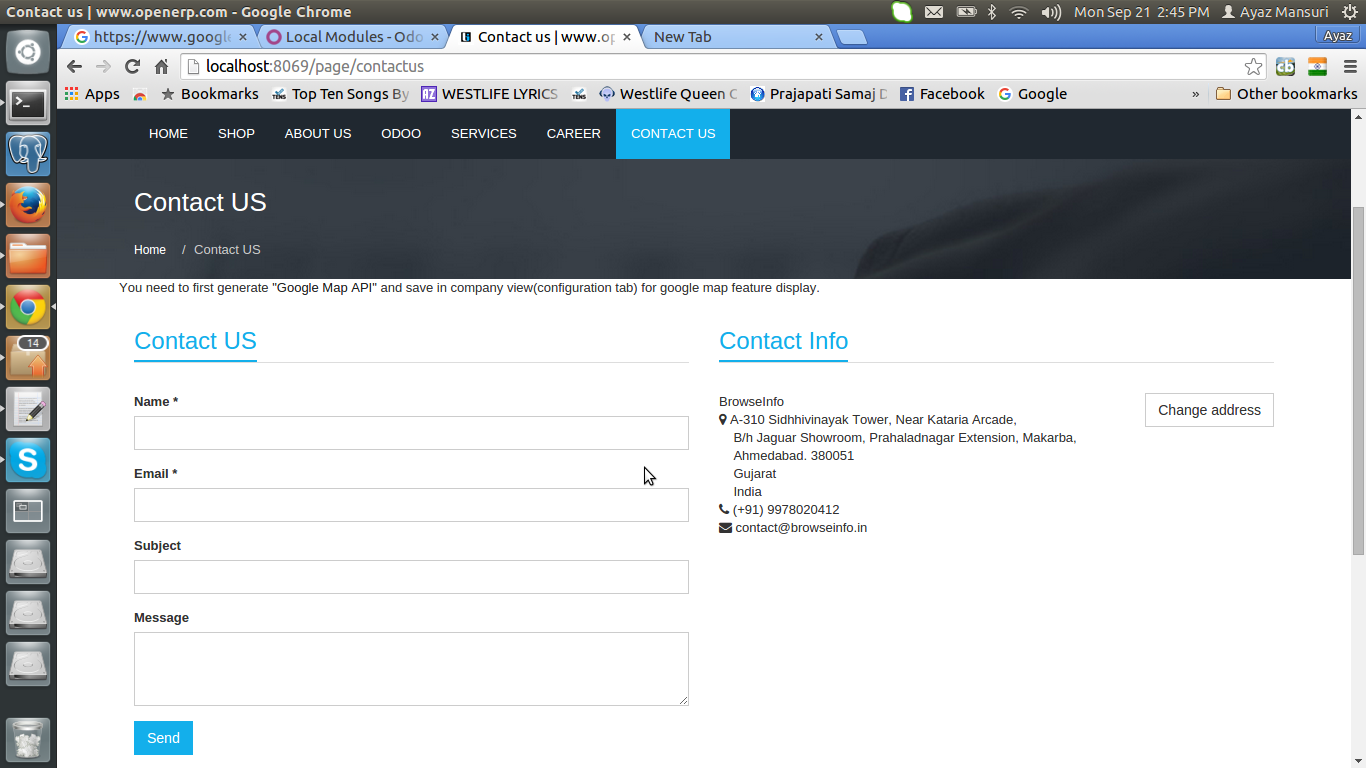 Contact us | www.openerp.com - Google Chrome
Mon Sep 21 2:45 PM
Ayaz Mansuri
https://www.googl
Local Modules - Odo
Contact us | www.op
New Tab
Ayaz
localhost:8069/page/contactus
Apps
Bookmarks
Top Ten Songs By
WESTLIFE LYRICS
Westlife Queen C
Prajapati Samaj D
Facebook
Google
»
Other bookmarks
HOME
SHOP
ABOUT US
ODOO
SERVICES
CAREER
CONTACT US
Contact US
Home / Contact US
You need to first generate "Google Map API" and save in company view(configuration tab) for google map feature display.
Contact US
Name *
Email *
Subject
Message
Send
Contact Info
BrowseInfo
A-310 Sidhhivinayak Tower, Near Kataria Arcade,
B/h Jaguar Showroom, Prahaladnagar Extension, Makarba,
Ahmedabad. 380051
Gujarat
India
(+91) 9978020412
contact@browseinfo.in
Change address
14